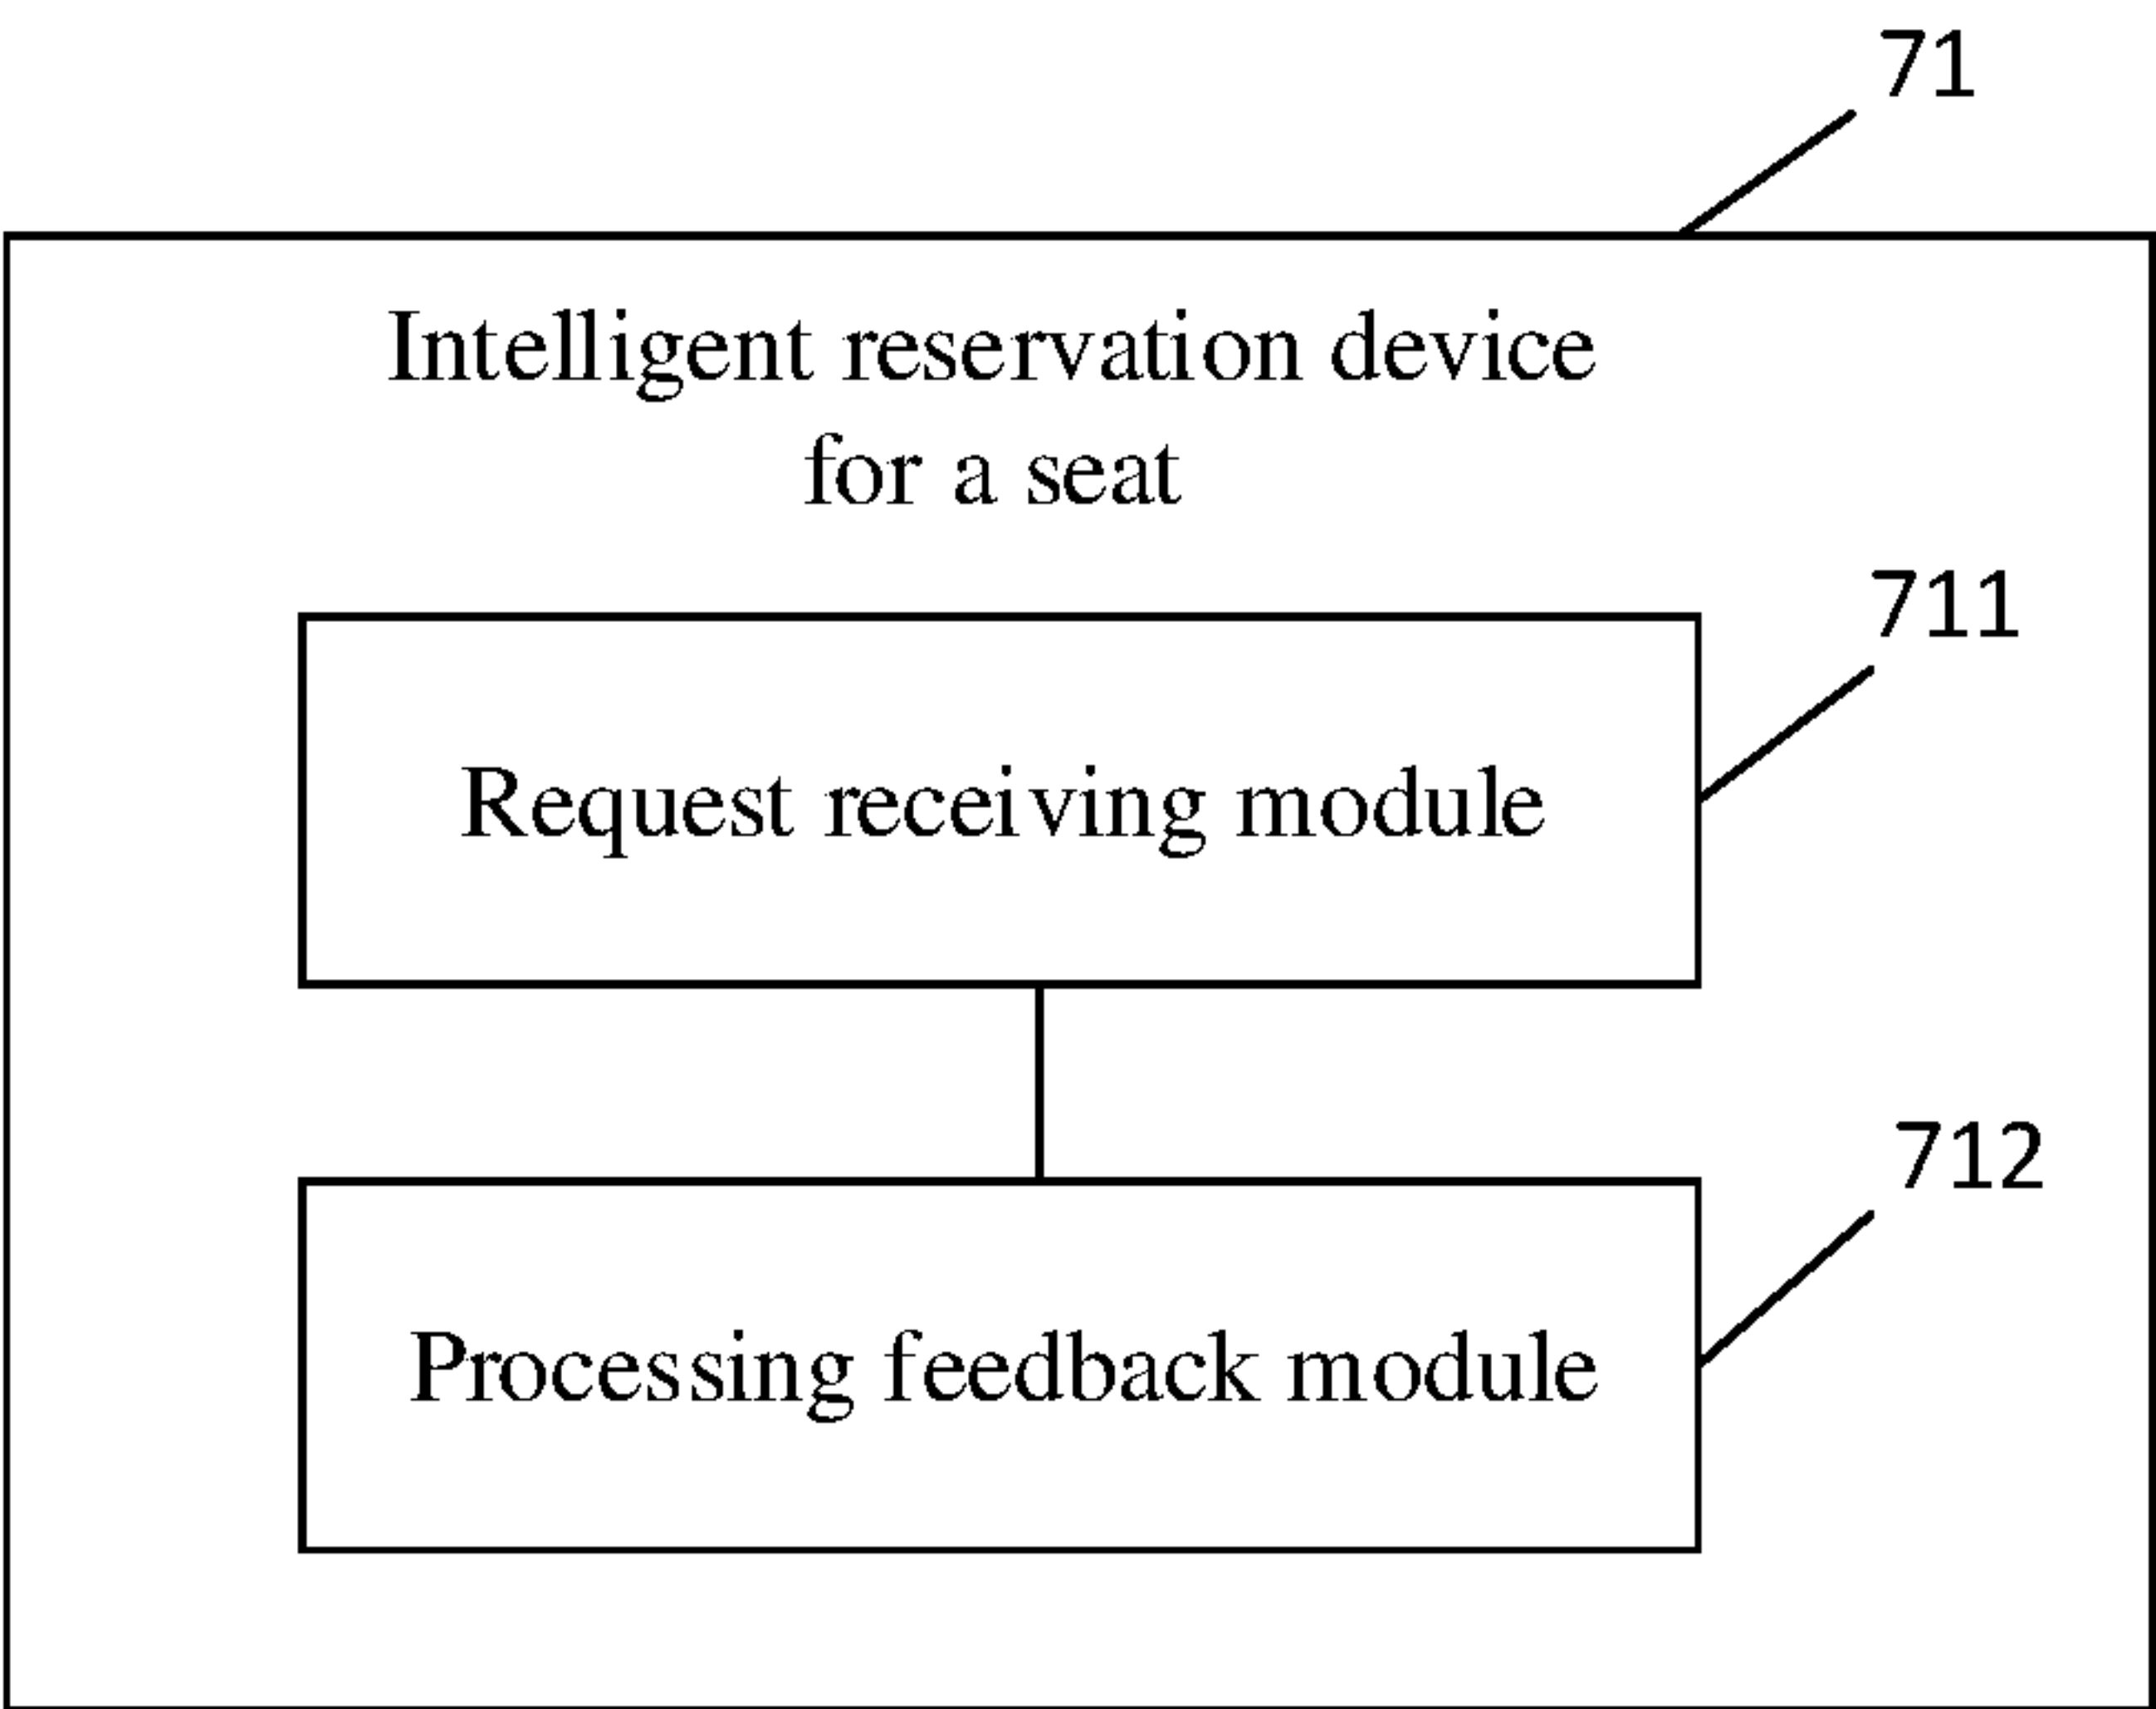 71
Intelligent reservation device
for a seat
711
Request receiving module
712
Processing feedback module